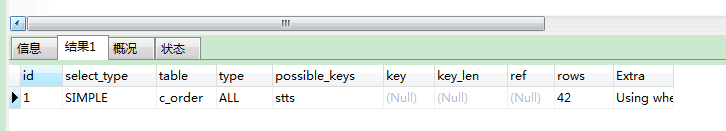 信息 结果1 概况 状态
id select_type table type possible_keys key key_len ref rows Extra
1 SIMPLE c_order ALL stts (Null) (Null) (Null) 42 Using whe